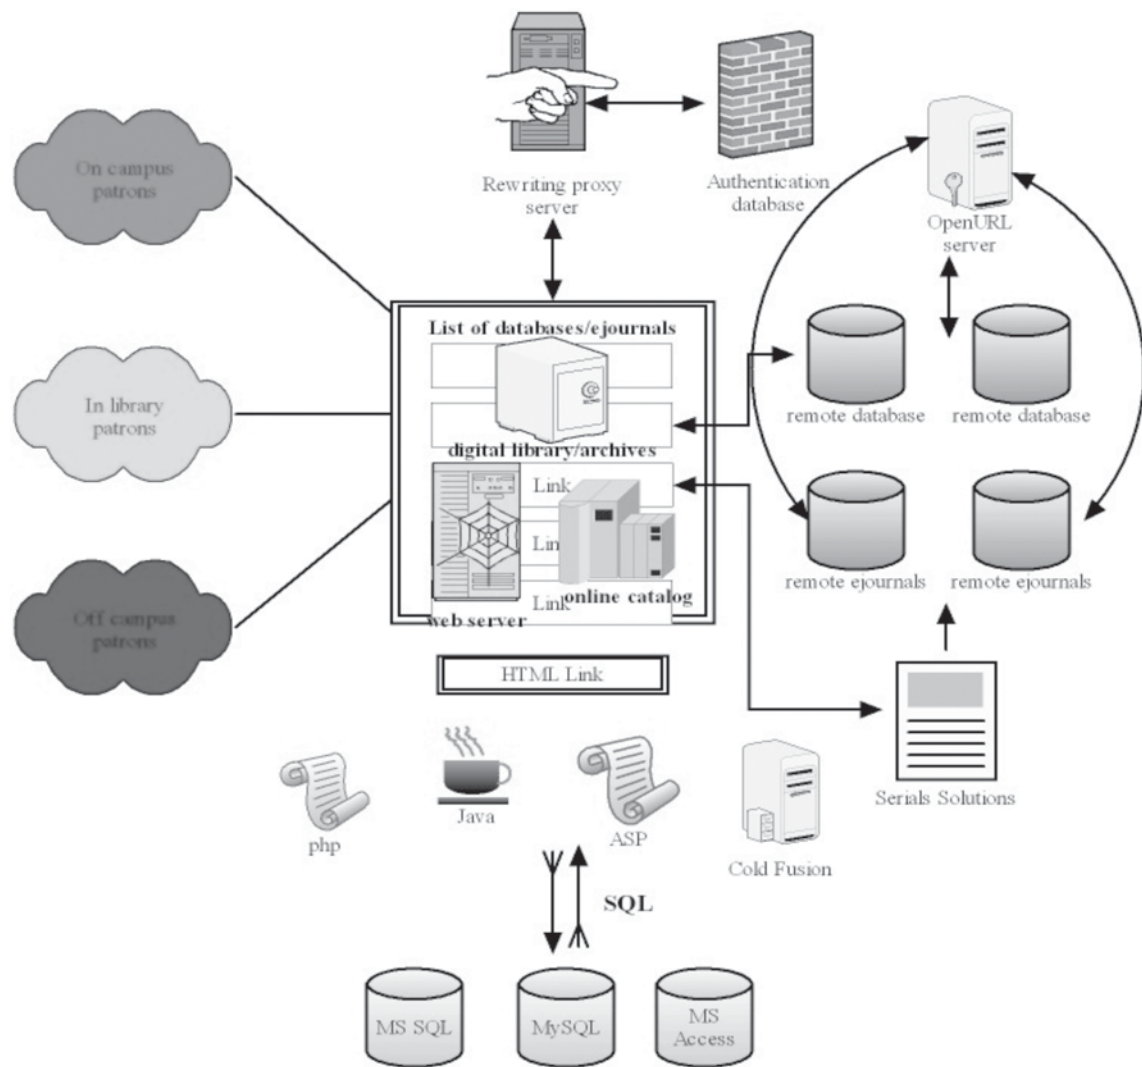 On campus
patrons
Rewriting proxy
server
Authentication
database
OpenURL
server
In library
patrons
List of databases/ejournals
digital library/archives
Link
Link
Link
online catalog
web server
remote database
remote database
remote ejournals
remote ejournals
Off campus
patrons
HTML Link
php
Java
ASP
Cold Fusion
Serials Solutions
SQL
MS SQL
MySQL
MS
Access